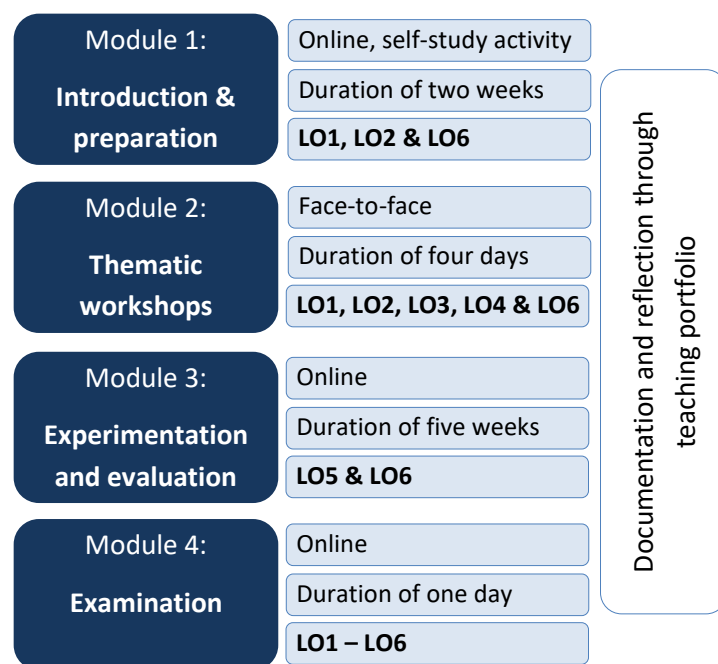 Module 1:
Introduction &
preparation
Online, self-study activity
Duration of two weeks
LO1, LO2 & LO6
Module 2:
Thematic
workshops
Face-to-face
Duration of four days
LO1, LO2, LO3, LO4 & LO6
Module 3:
Experimentation
and evaluation
Online
Duration of five weeks
LO5 & LO6
Module 4:
Examination
Online
Duration of one day
LO1 – LO6
Documentation and reflection through
teaching portfolio